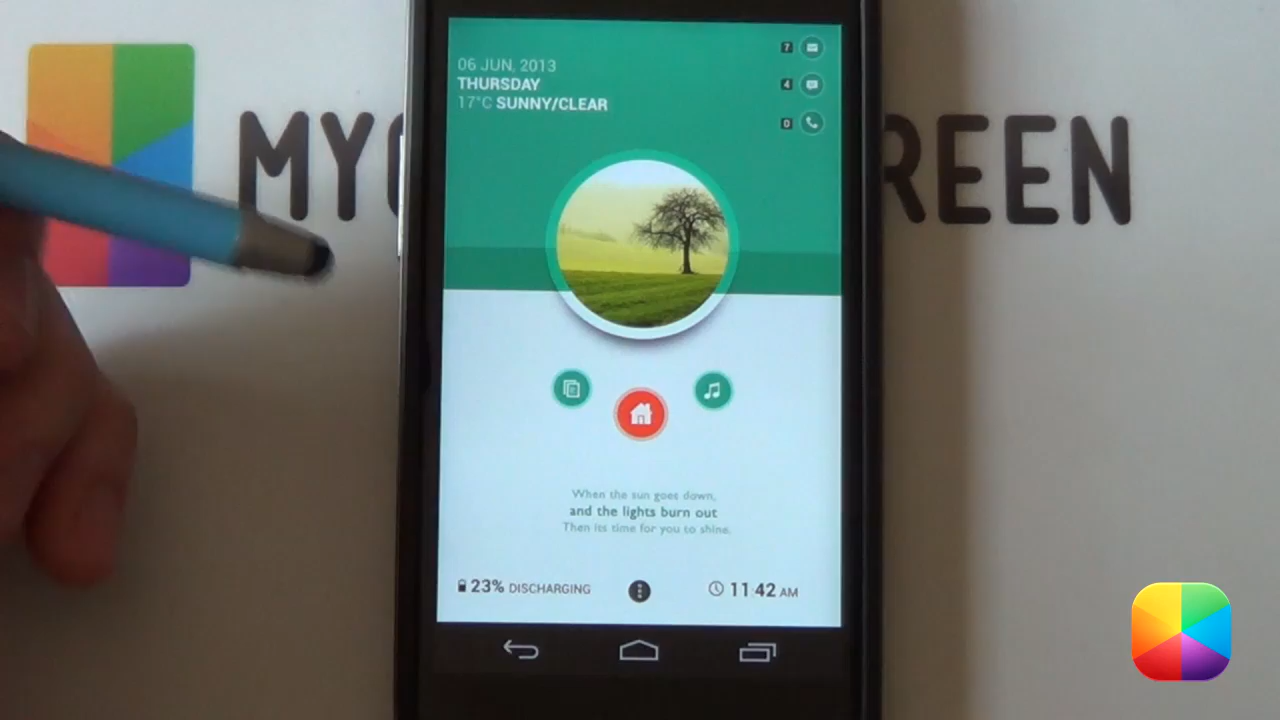 MYC
REEN
06 JUN, 2013
THURSDAY
17°C SUNNY/CLEAR
7
4
0
When the sun goes down,
and the lights burn out
Then its time for you to shine.
23% DISCHARGING
11:42 AM